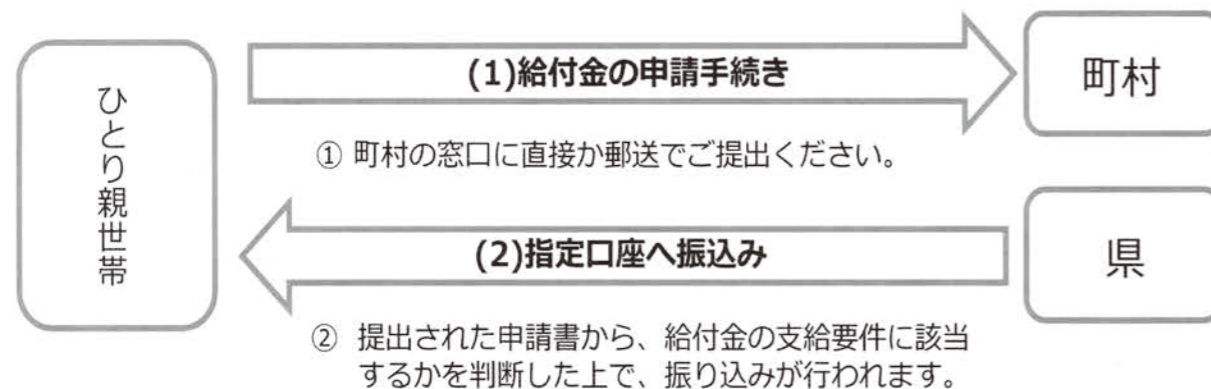 ひとり親世帯
(1)給付金の申請手続き
町村
① 町村の窓口に直接か郵送でご提出ください。
(2)指定口座へ振込み
県
② 提出された申請書から、給付金の支給要件に該当
するかを判断した上で、振り込みが行われます。